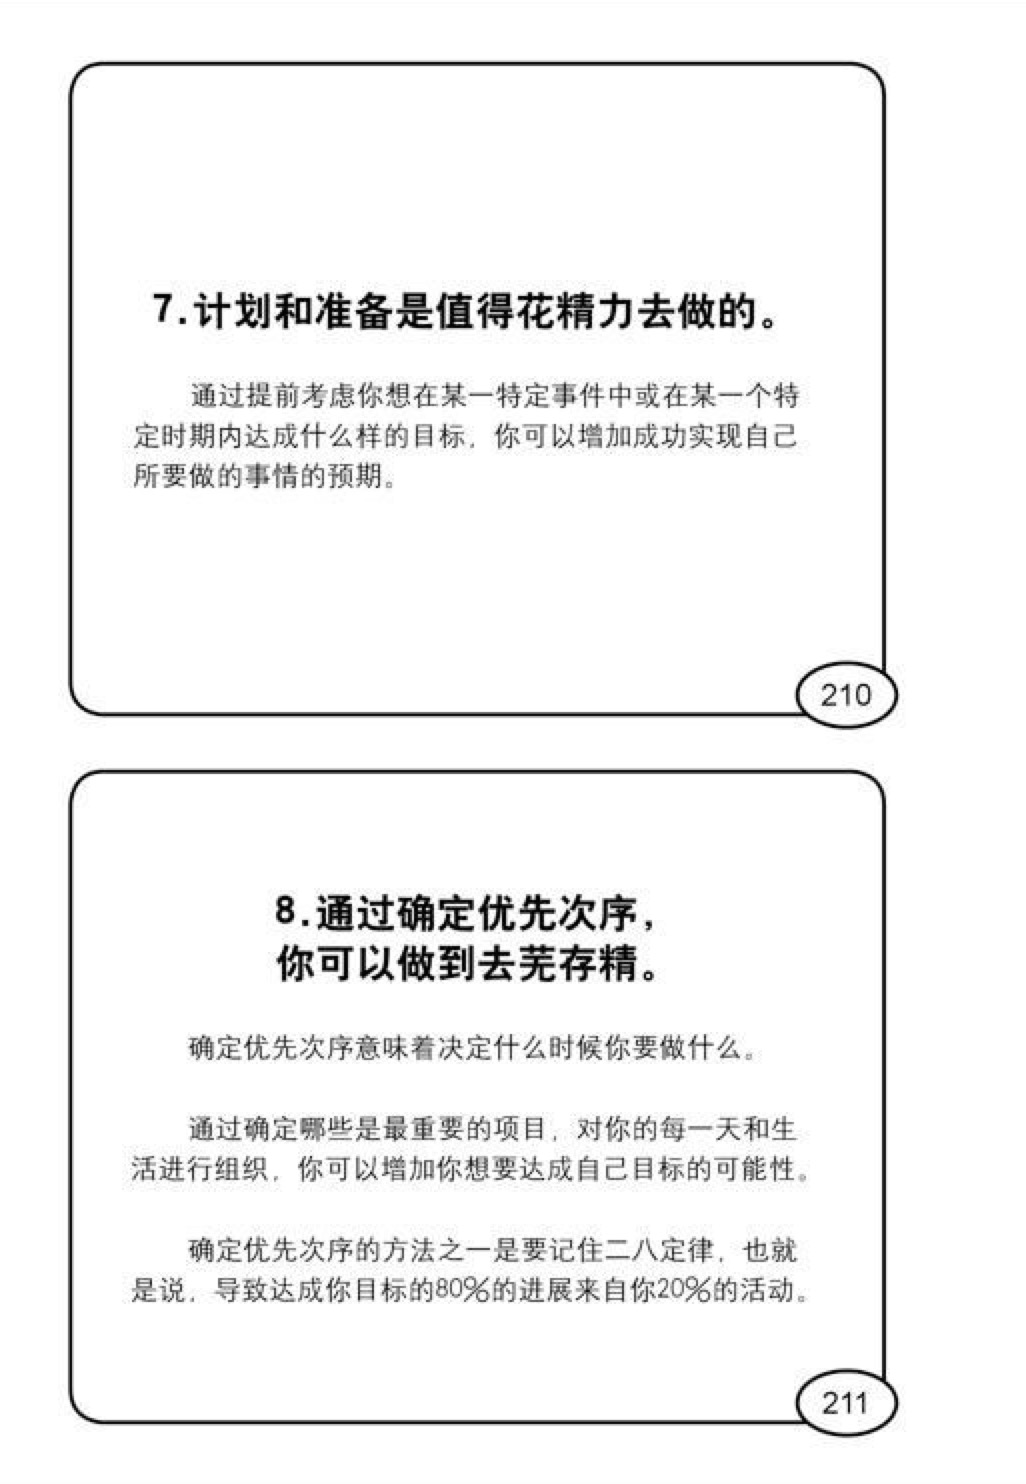 7.计划和准备是值得花精力去做的。
通过提前考虑你想在某一特定事件中或在某一个特
定时期内达成什么样的目标，你可以增加成功实现自己
所要做的事情的预期。
210
8.通过确定优先次序，
你可以做到去芜存精。
确定优先次序意味着决定什么时候你要做什么。
通过确定哪些是最重要的项目，对你的每一天和生
活进行组织，你可以增加你想要达成自己目标的可能性。
确定优先次序的方法之一是要记住二八定律，也就
是说，导致达成你目标的80%的进展来自你20%的活动。
211